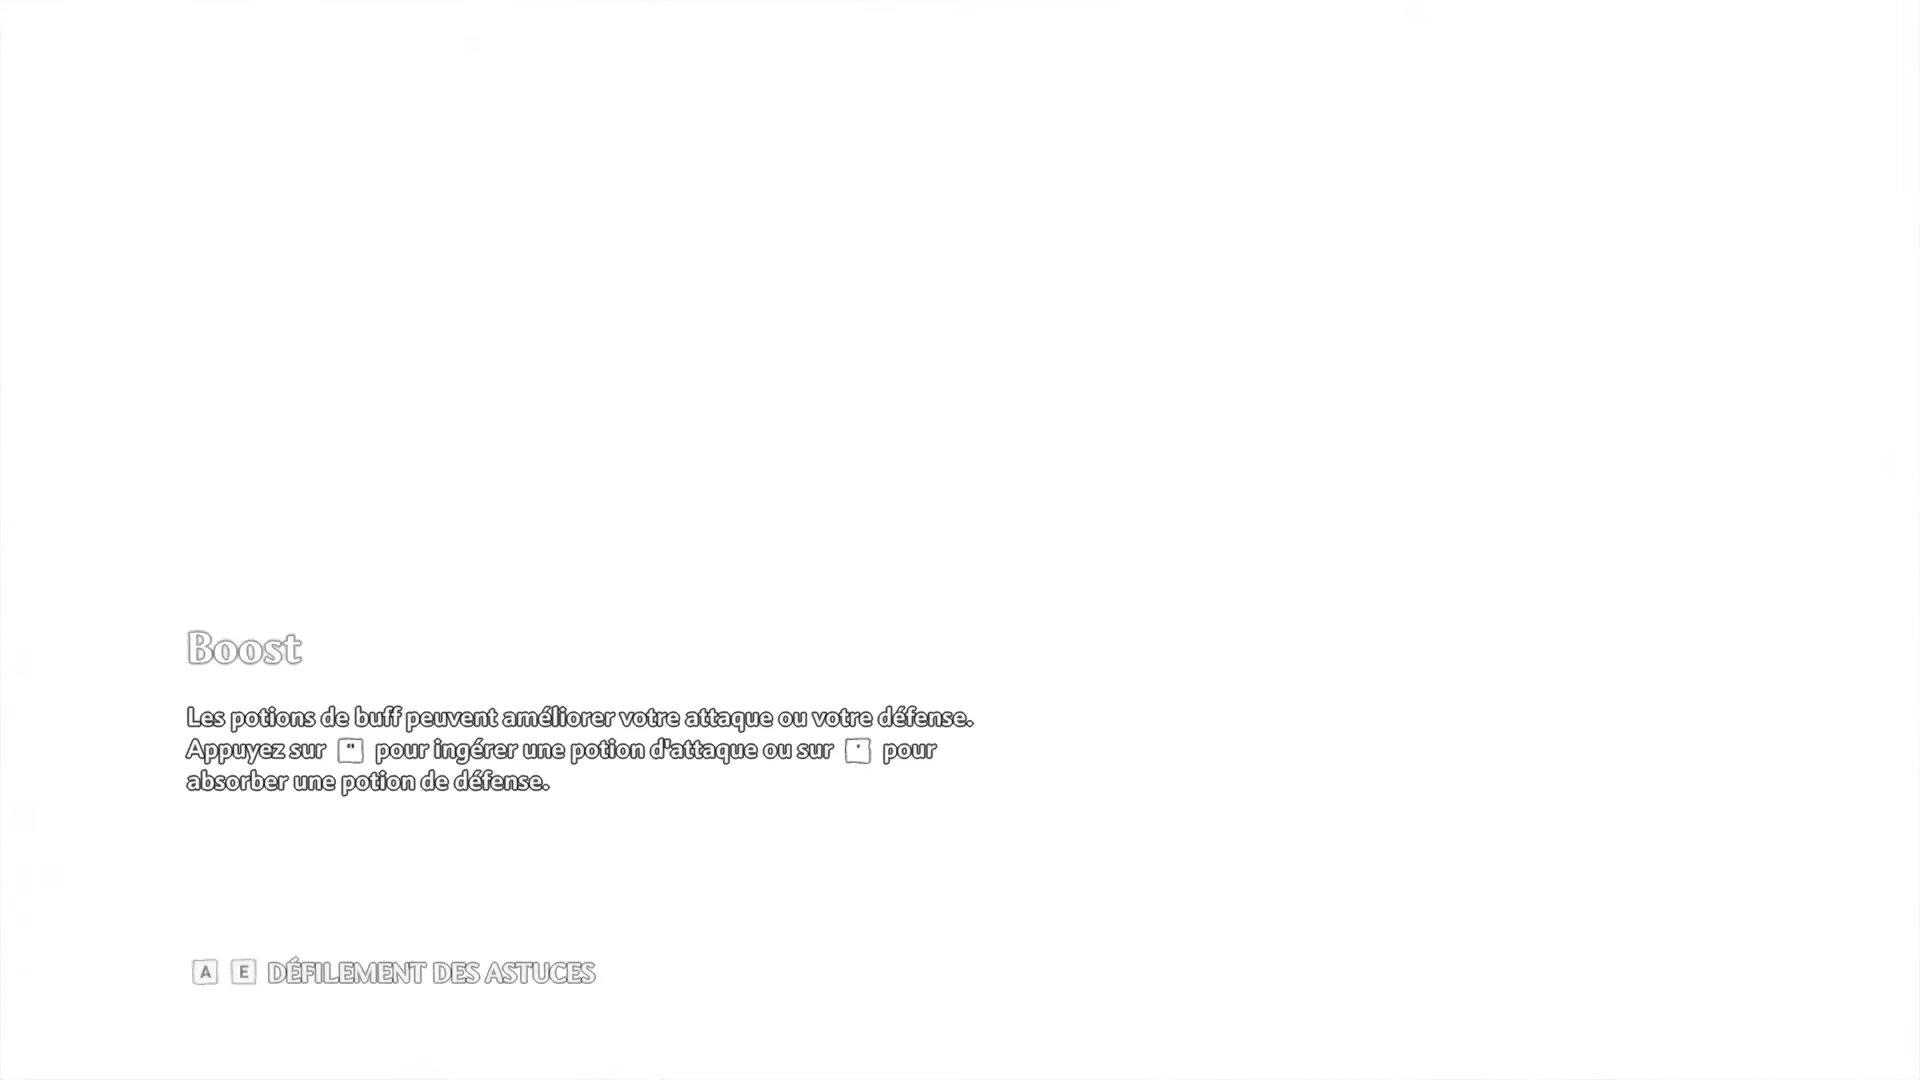 Boost
Les potions de buff peuvent améliorer votre attaque ou votre défense.
Appuyez sur " pour ingérer une potion d'attaque ou sur ' pour
absorber une potion de défense.
A E DÉFILEMENT DES ASTUCES